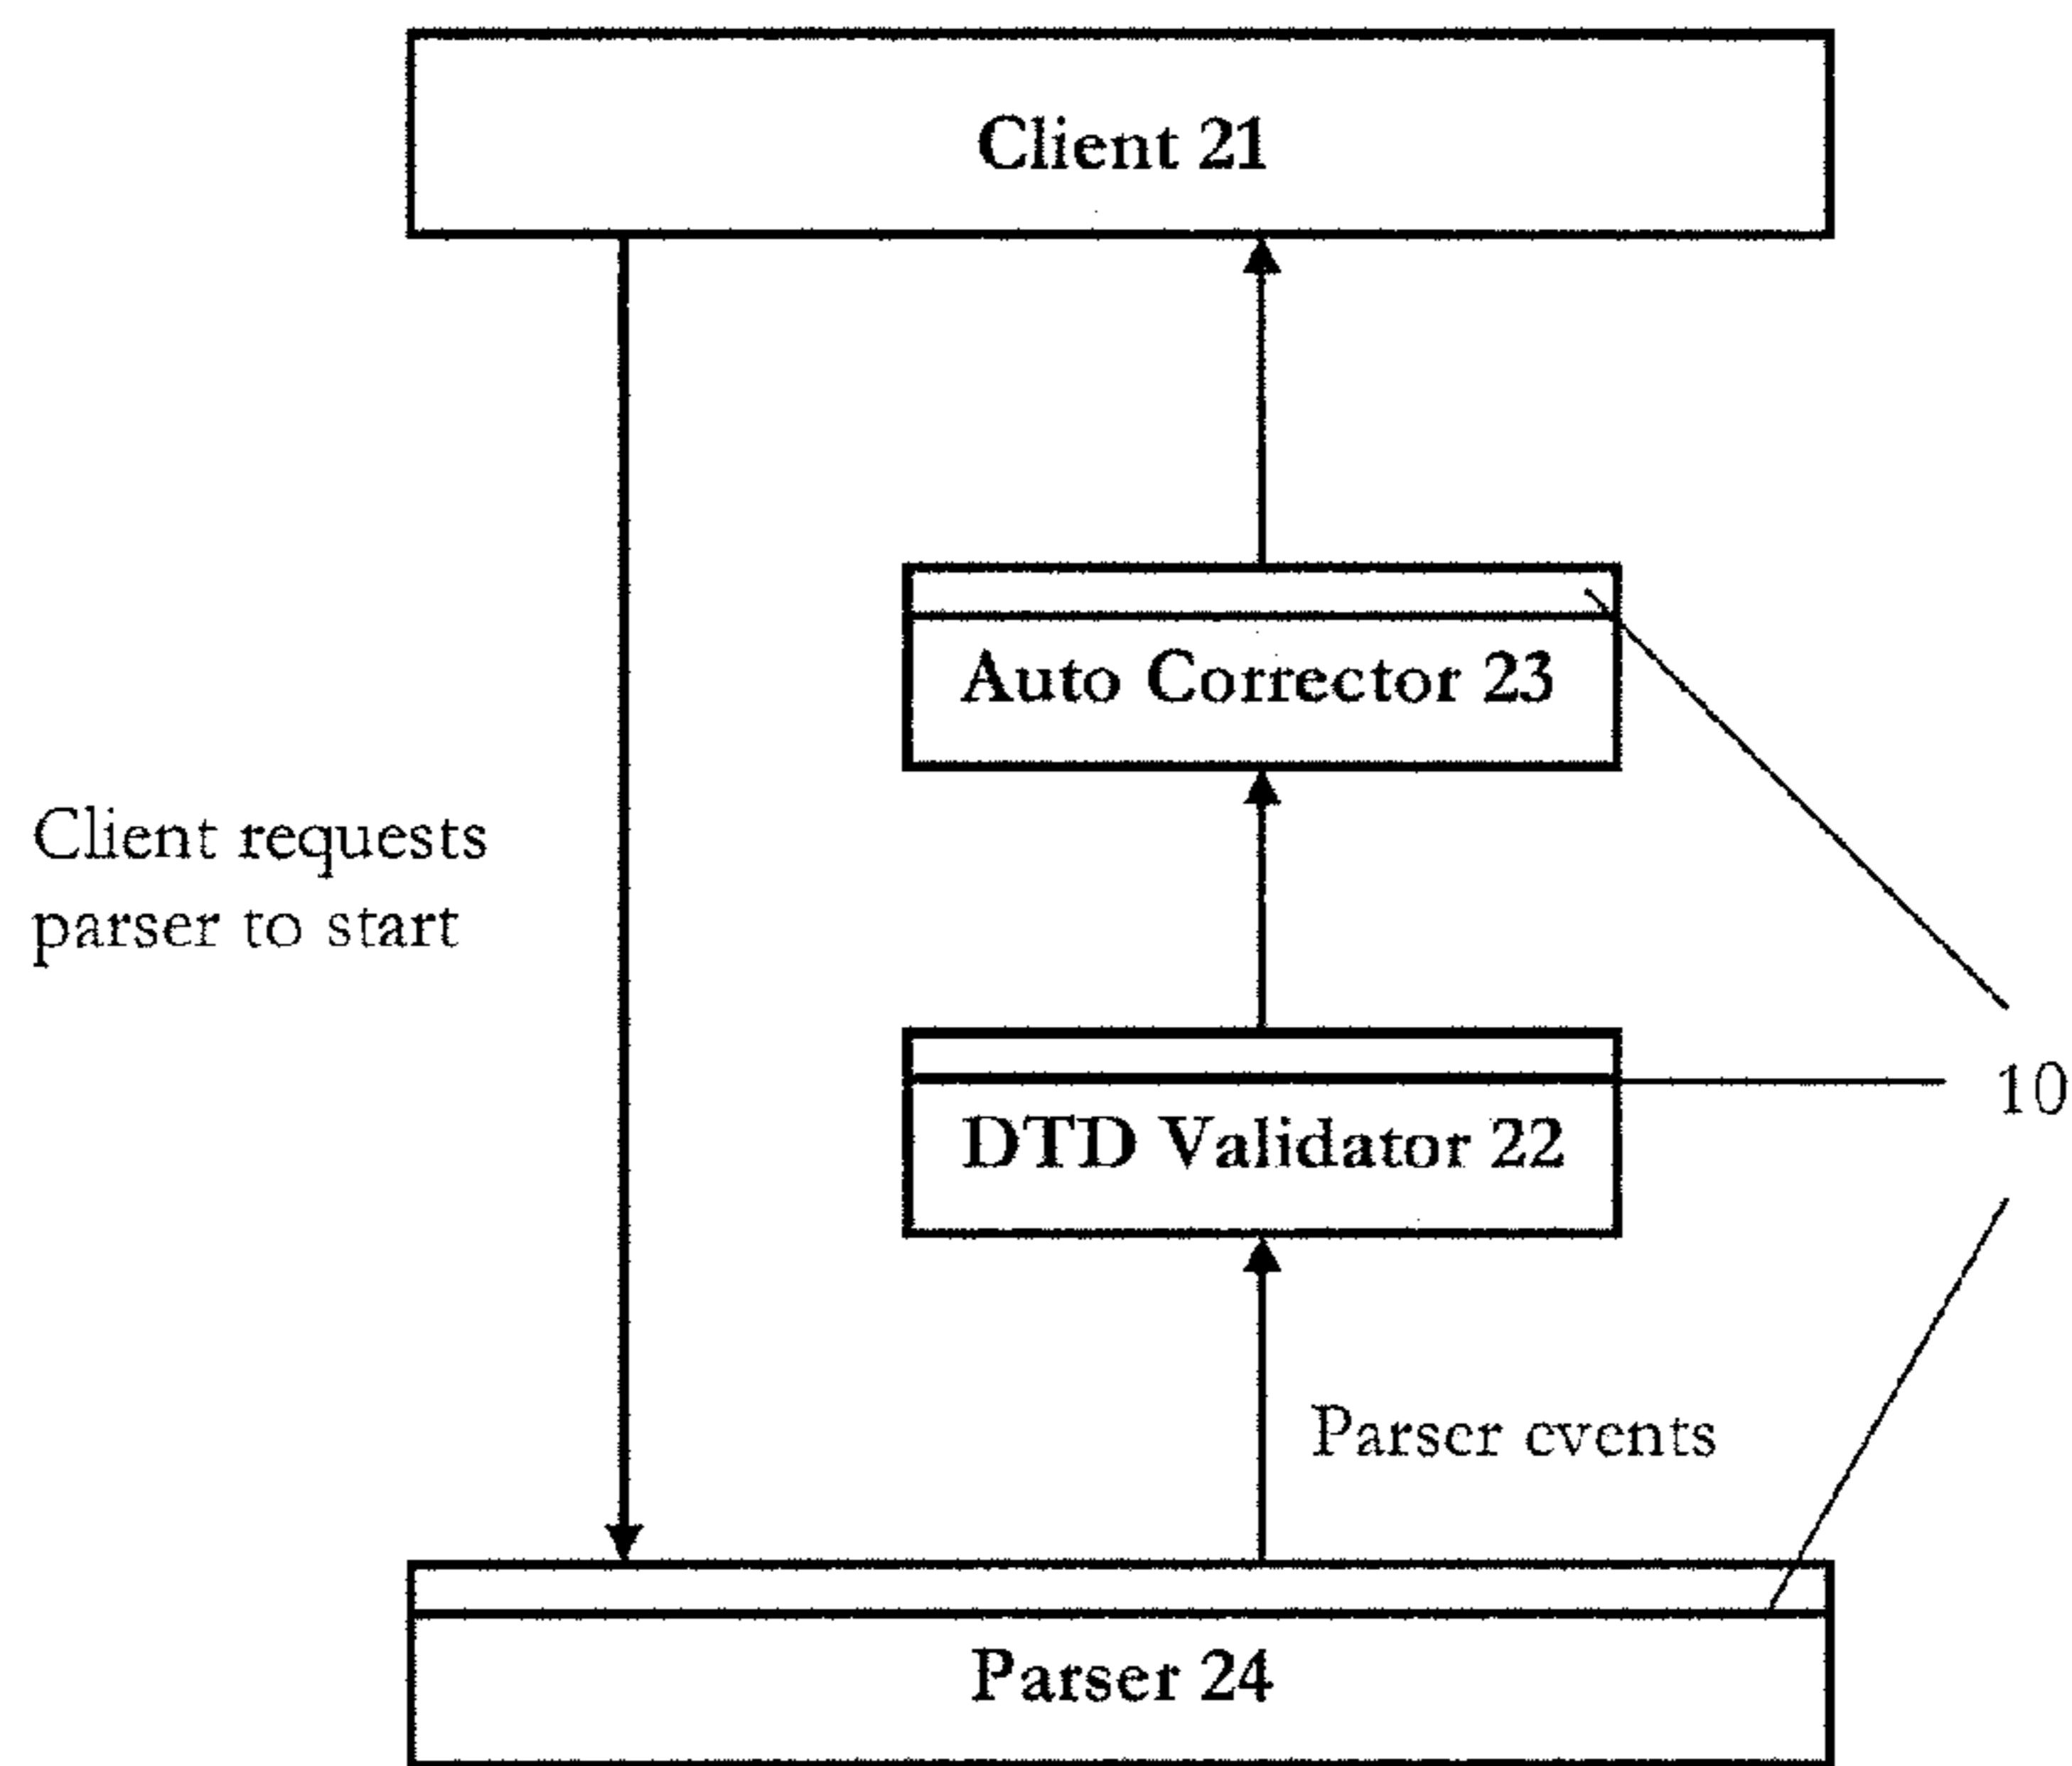 Client 21
Auto Corrector 23
Client requests
parser to start
10
DTD Validator 22
Parser events
Parser 24